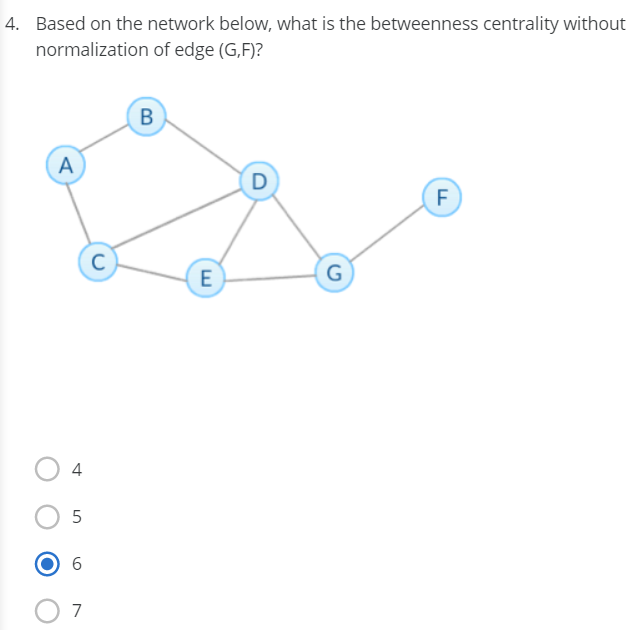 4. Based on the network below, what is the betweenness centrality without
normalization of edge (G,F)?
B
A
D
F
C
E
G
4
5
6
7